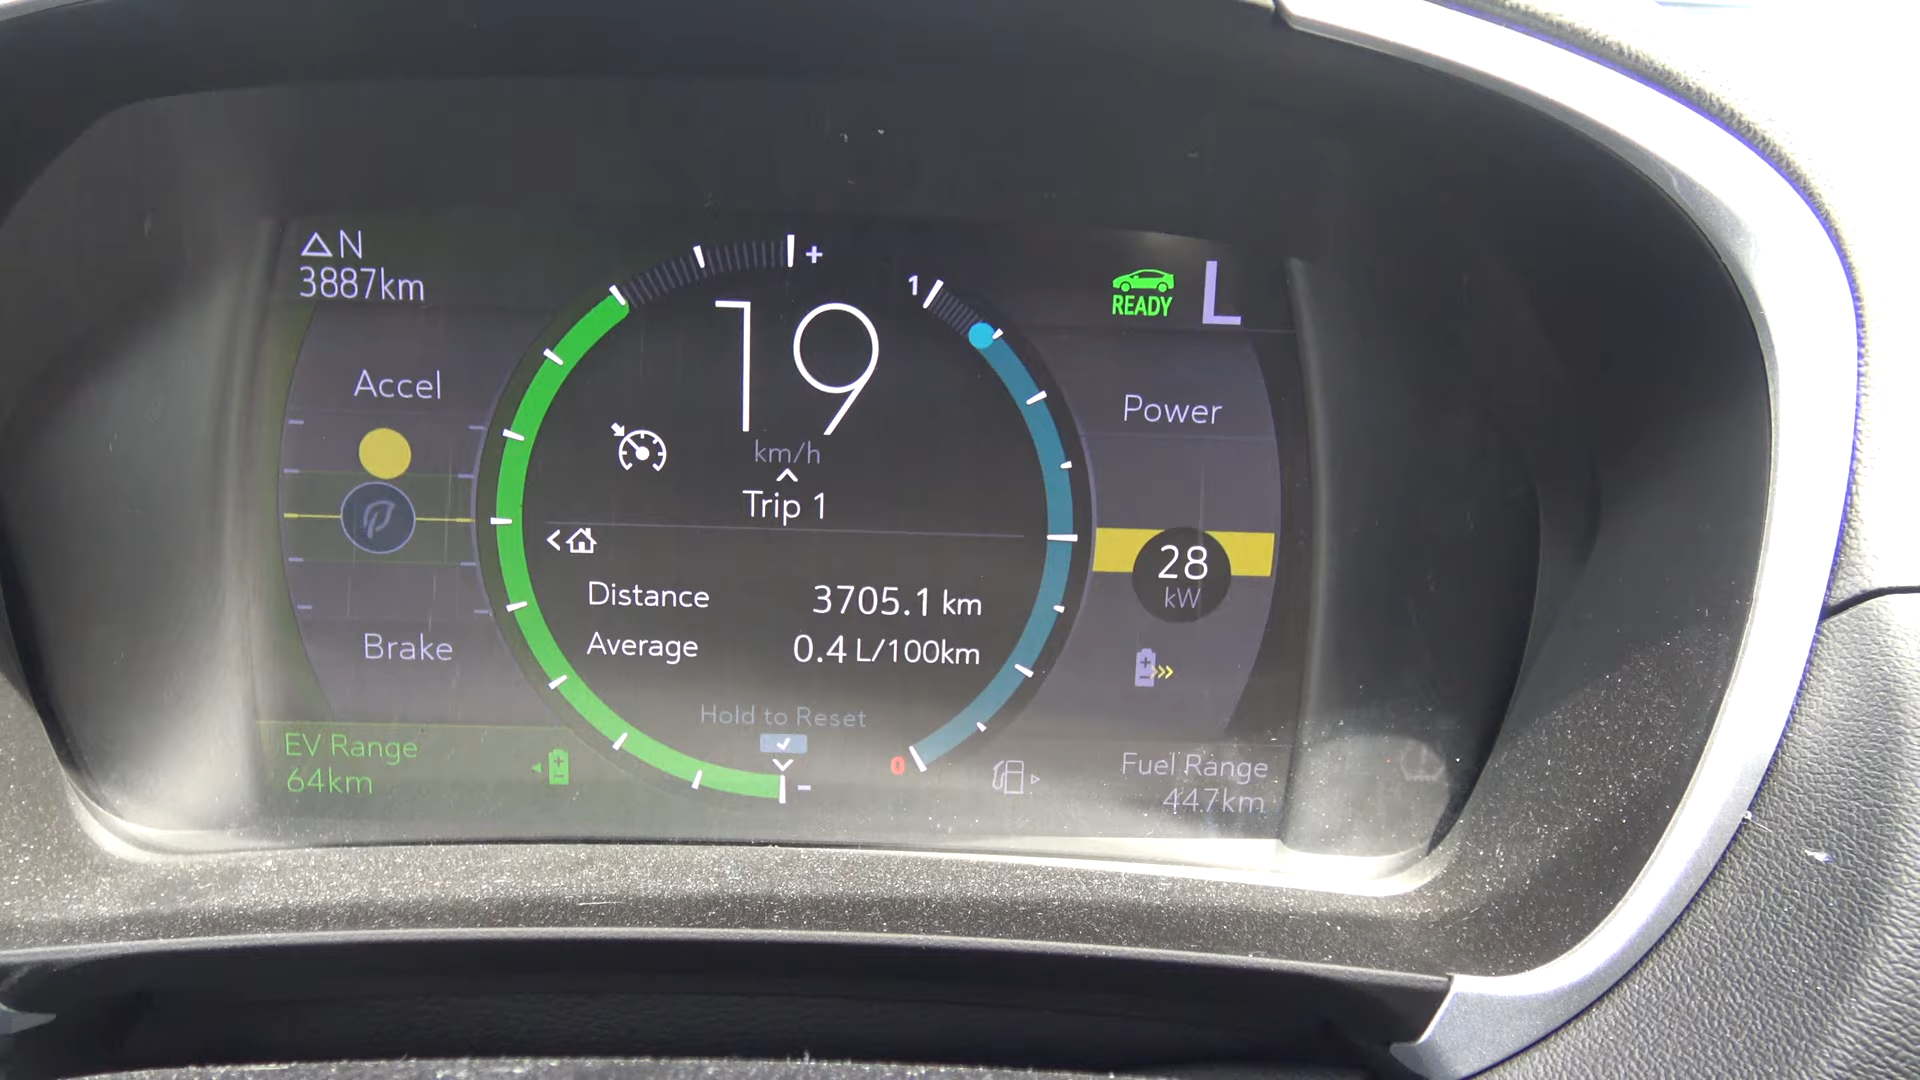 N
3887km
+
1
READY
L
19
km/h
Accel
Power
Trip 1
28
kW
Distance 3705.1 km
Average 0.4 L/100km
Brake
Hold to Reset
EV Range
64km
0
-
Fuel Range
447km